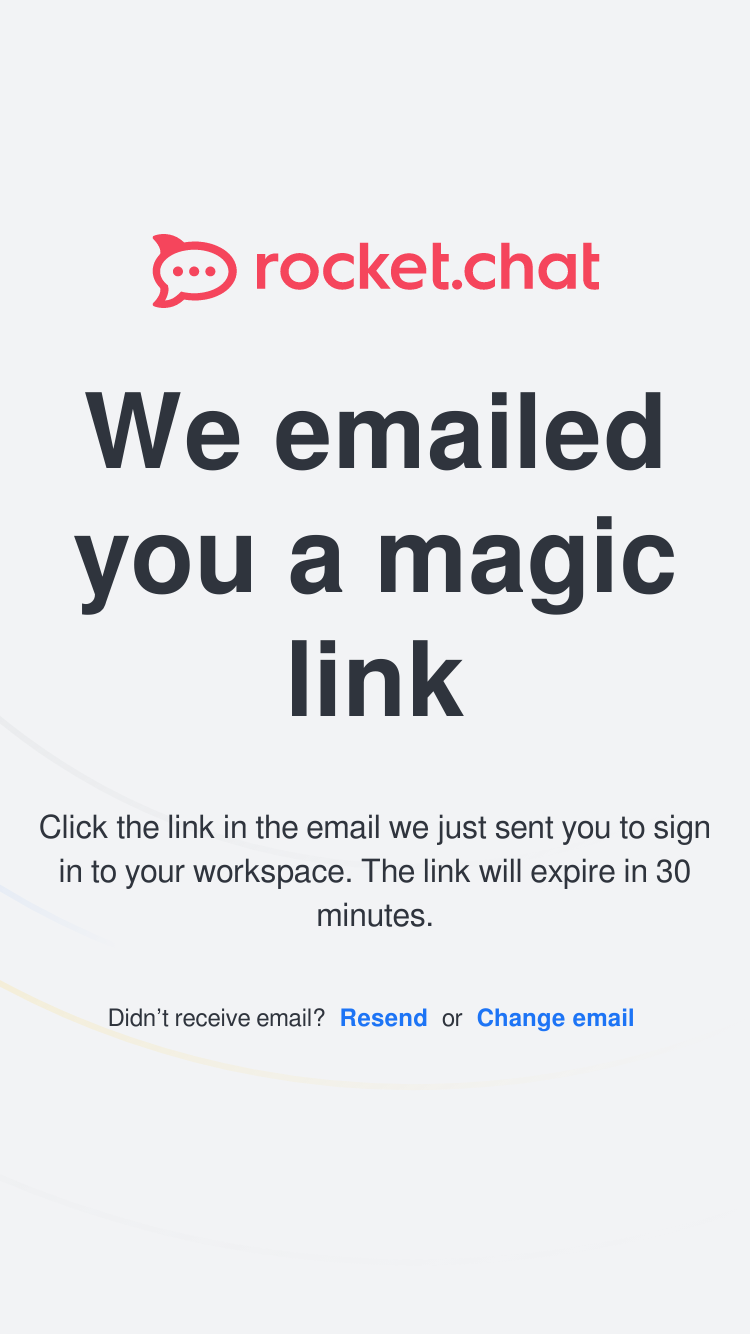 rocket.chat
We emailed
you a magic
link
Click the link in the email we just sent you to sign
in to your workspace. The link will expire in 30
minutes.
Didn’t receive email? Resend or Change email